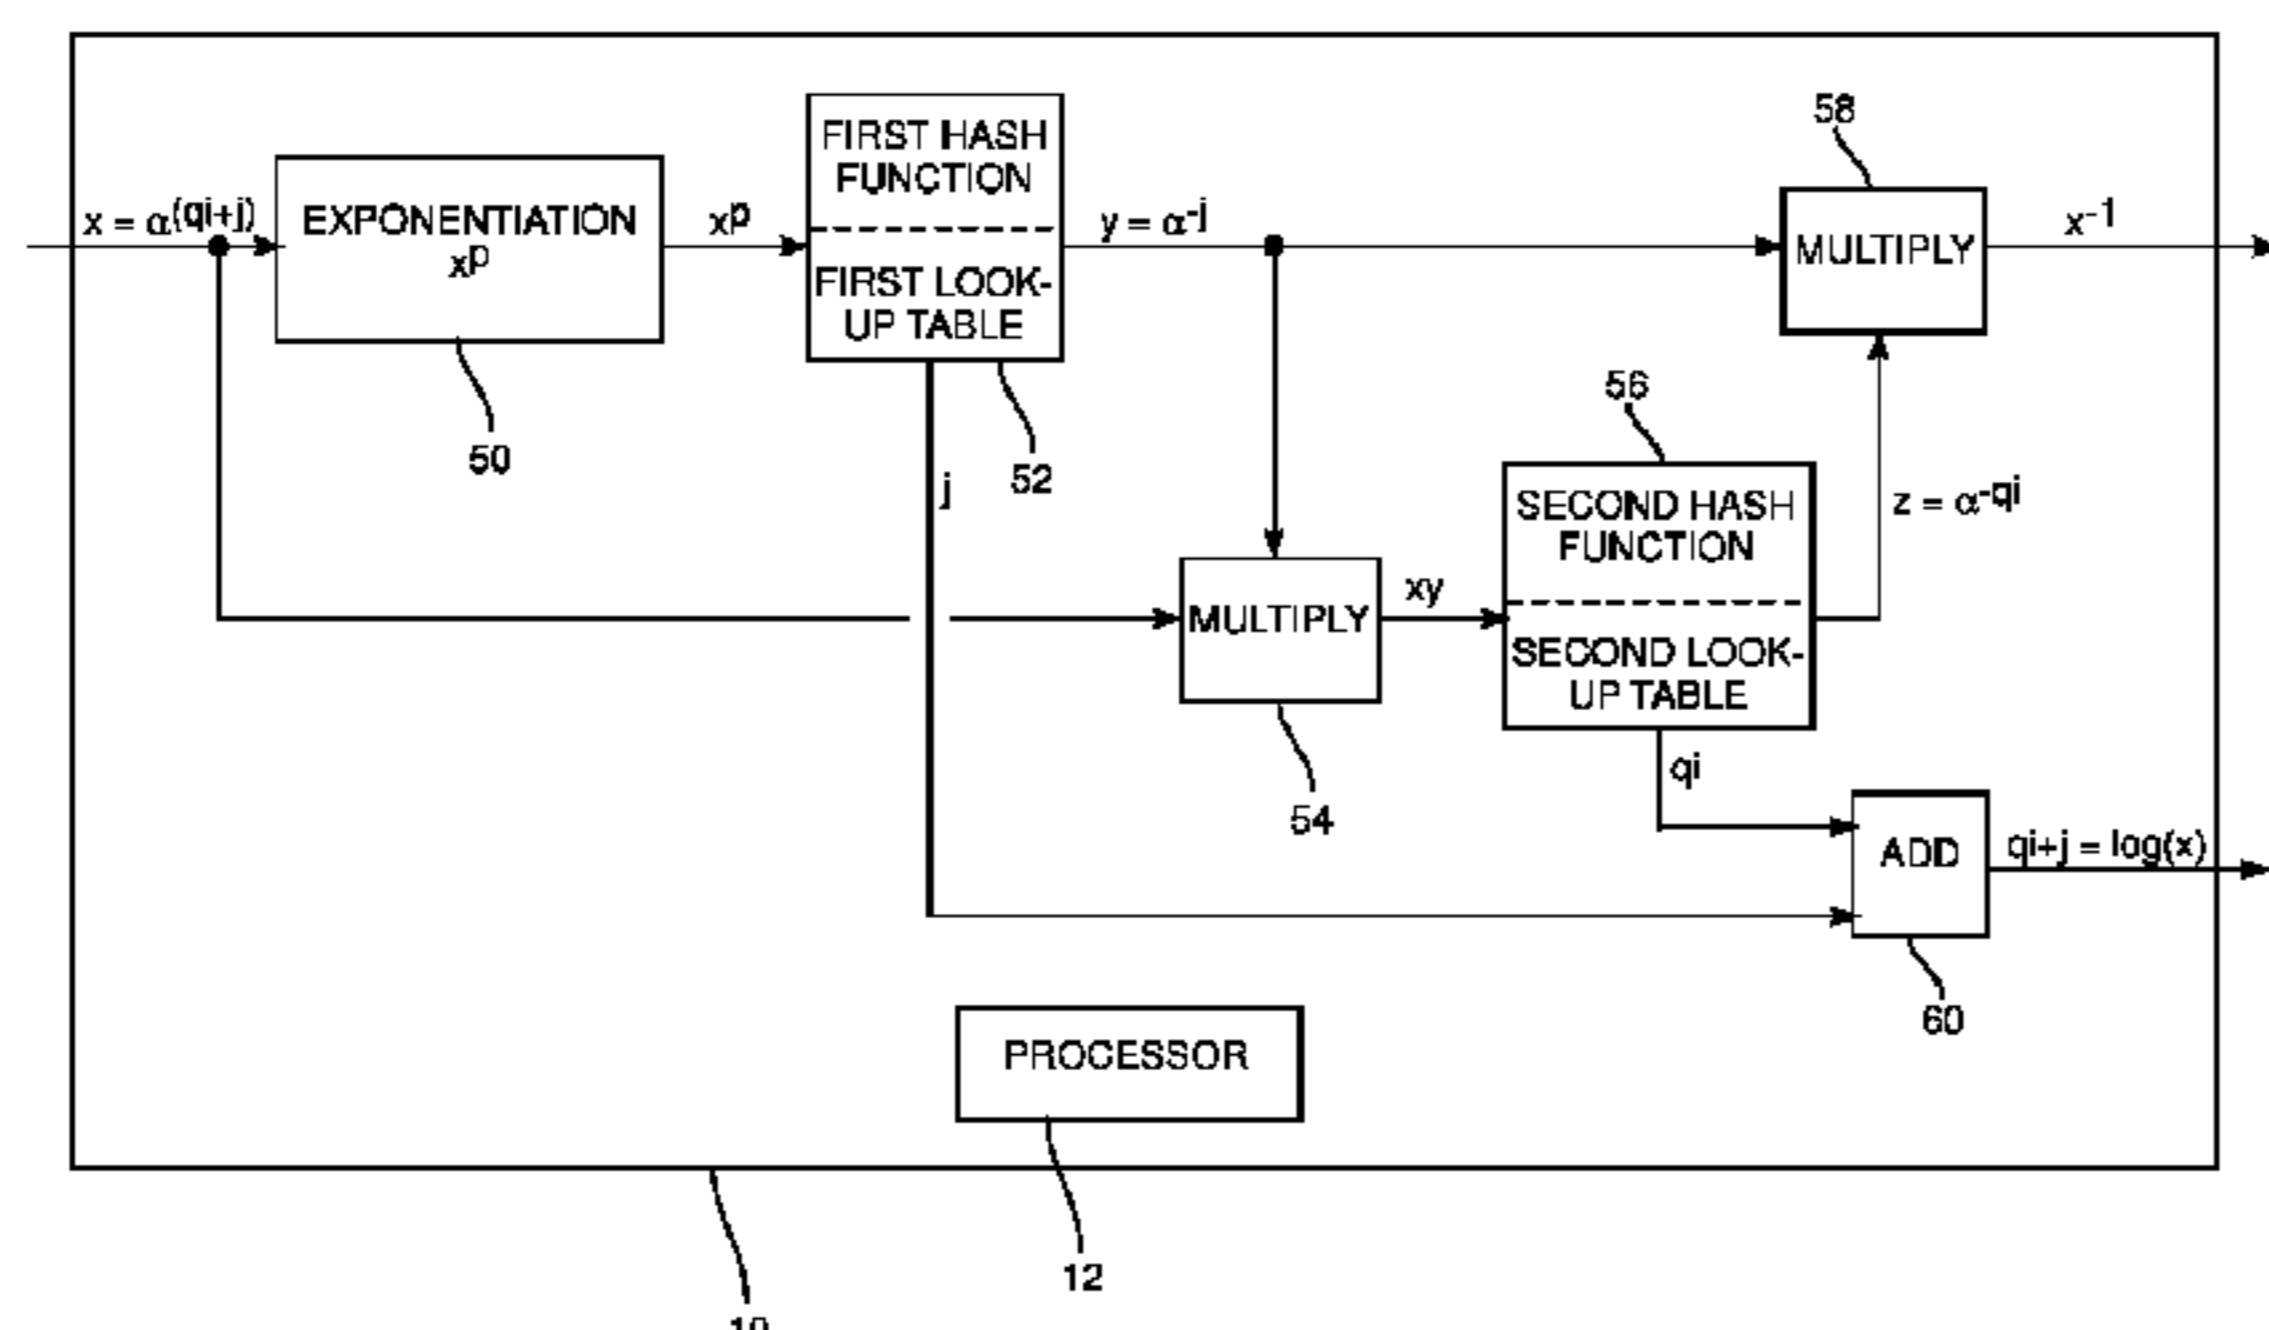 58
FIRST HASH
FUNCTION
FIRST LOOK-
UP TABLE
x = α(qi+j)
EXPONENTIATION
xp
xp
y = α-j
MULTIPLY
x-1
50
52
j
56
SECOND HASH
FUNCTION
SECOND LOOK-
UP TABLE
z = α-qi
MULTIPLY
xy
54
qi
ADD
qi+j = log(x)
60
PROCESSOR
12
10